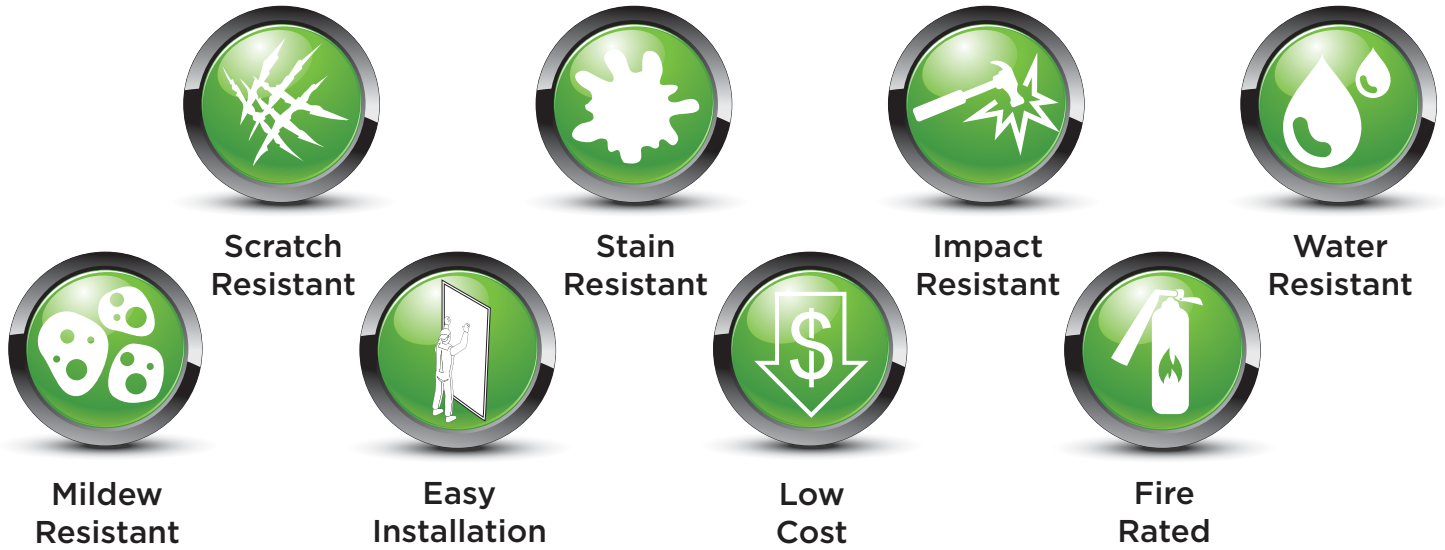 Scratch
Resistant
Stain
Resistant
Impact
Resistant
Water
Resistant
$
Mildew
Resistant
Easy
Installation
Low
Cost
Fire
Rated